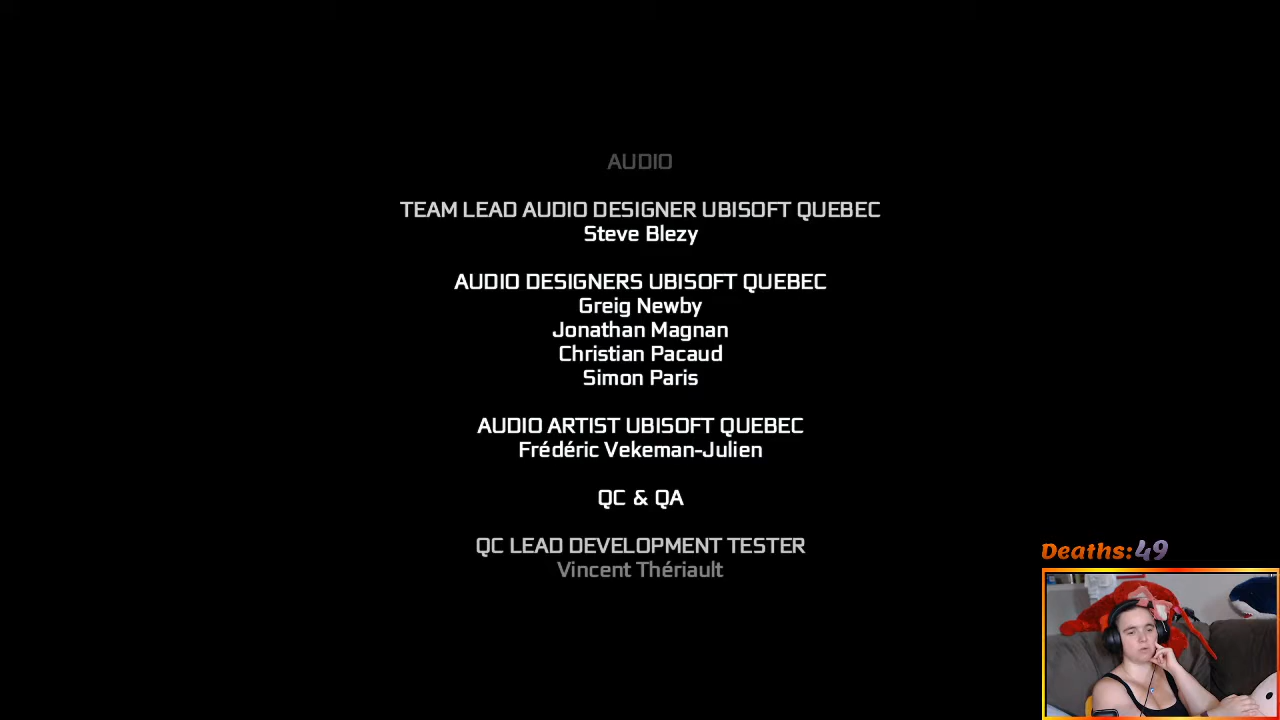 AUDIO
TEAM LEAD AUDIO DESIGNER UBISOFT QUEBEC
Steve Blezy
AUDIO DESIGNERS UBISOFT QUEBEC
Greig Newby
Jonathan Magnan
Christian Pacaud
Simon Paris
AUDIO ARTIST UBISOFT QUEBEC
Frédéric Vekeman-Julien
QC & QA
QC LEAD DEVELOPMENT TESTER
Vincent Thériault
Deaths:49